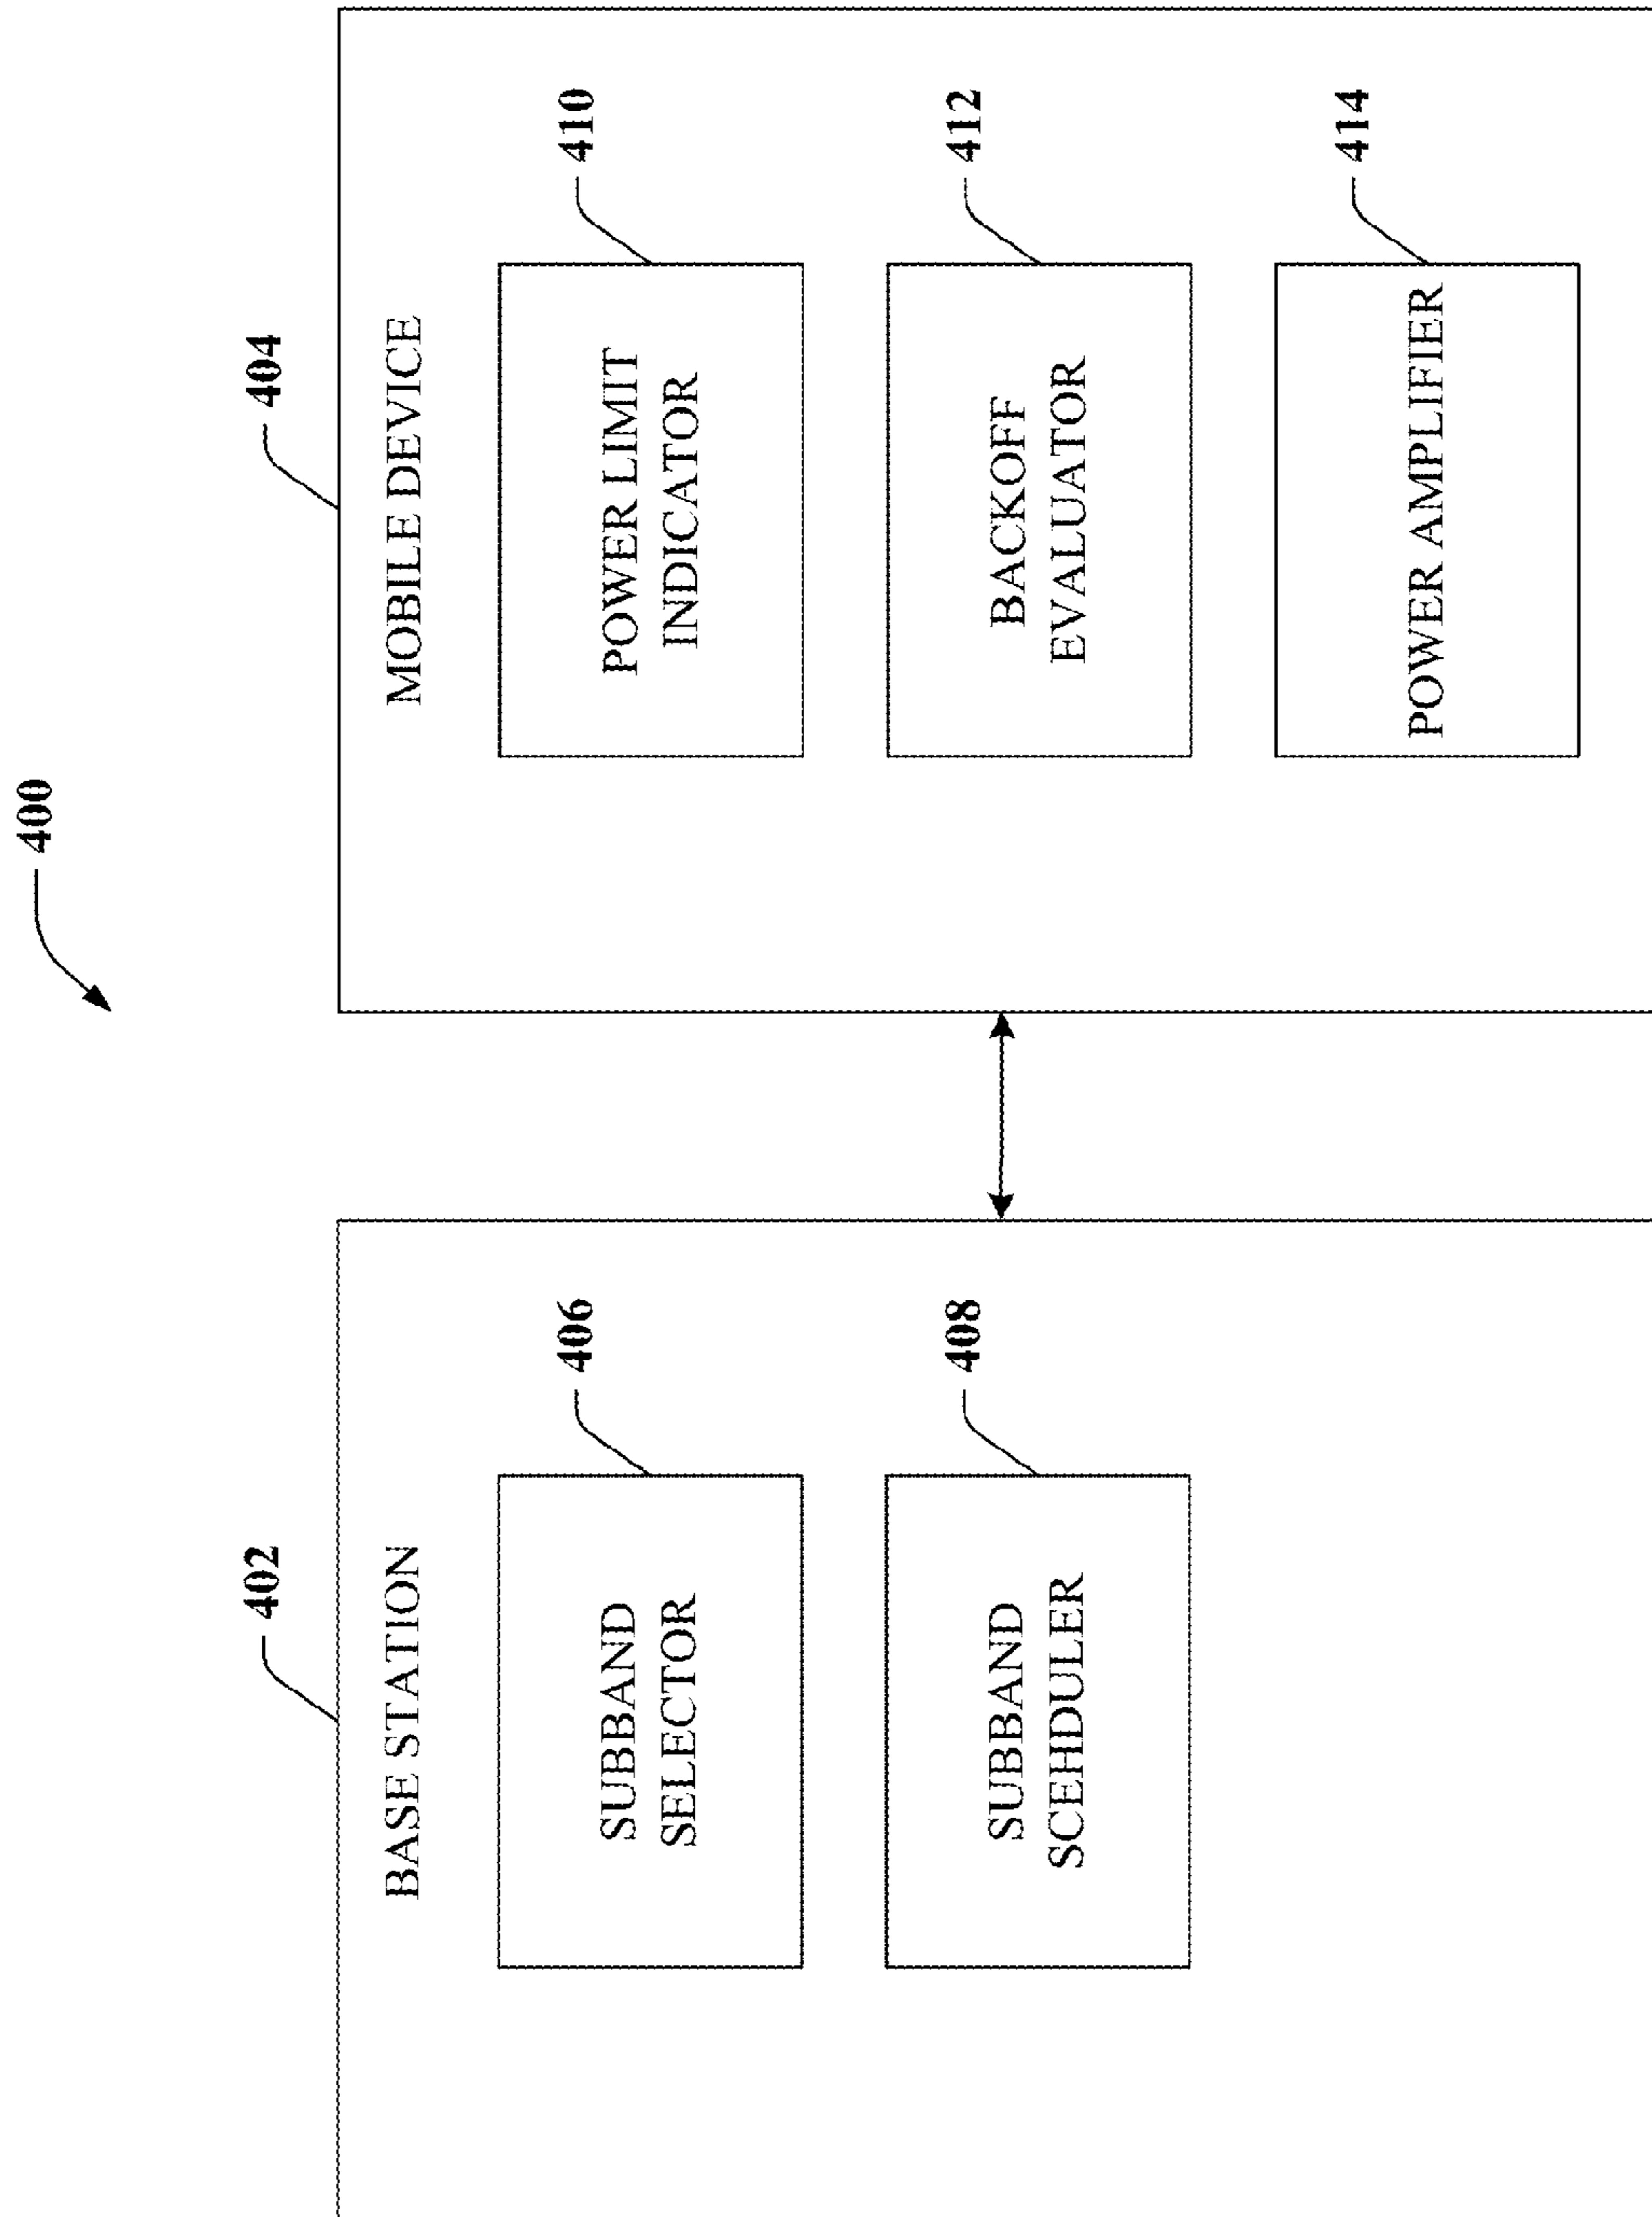 400
402
BASE STATION
406
SUBBAND
SELECTOR
408
SUBBAND
SCEHDULER
404
MOBILE DEVICE
410
POWER LIMIT
INDICATOR
412
BACKOFF
EVALUATOR
414
POWER AMPLIFIER